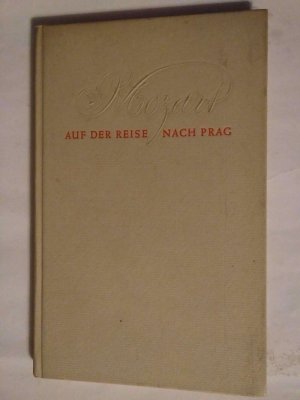 Mozart
AUF DER REISE NACH PRAG